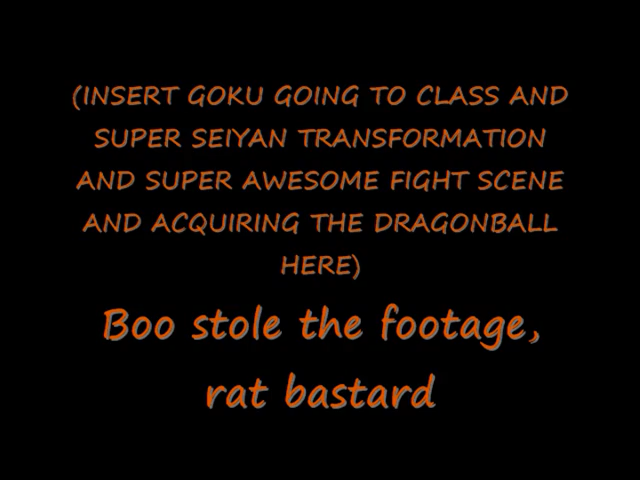 (INSERT GOKU GOING TO CLASS AND
SUPER SEIYAN TRANSFORMATION
AND SUPER AWESOME FIGHT SCENE
AND ACQUIRING THE DRAGONBALL
HERE)
Boo stole the footage,
rat bastard